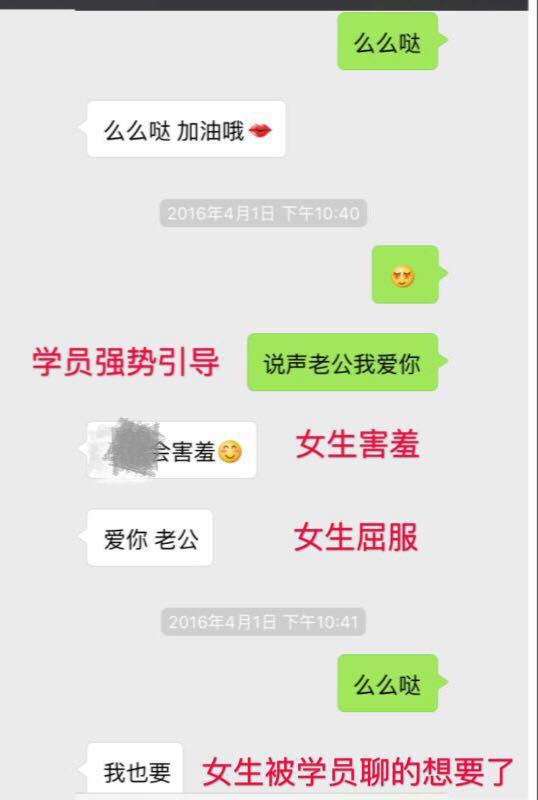 么么哒
么么哒 加油哦
2016年4月1日 下午10:40
学员强势引导
说声老公我爱你
会害羞
女生害羞
爱你 老公
女生屈服
2016年4月1日 下午10:41
么么哒
我也要
女生被学员聊的想要了